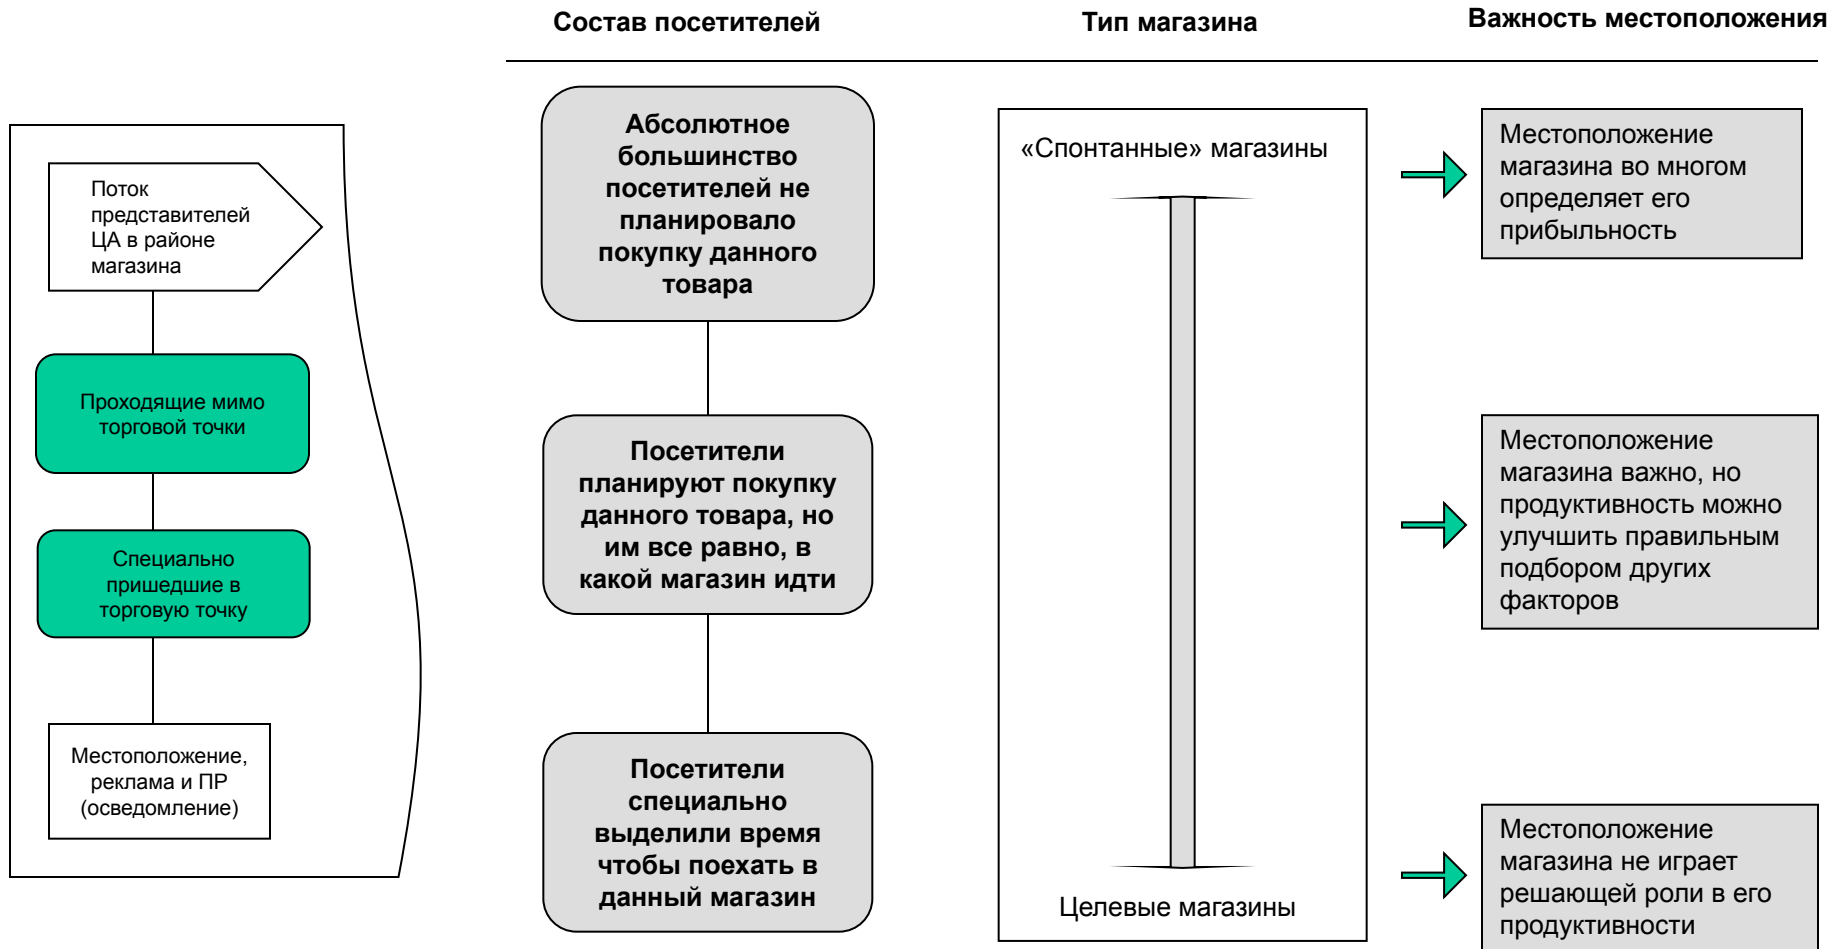 Состав посетителей
Тип магазина
Важность местоположения
Поток
представителей
ЦА в районе
магазина
Проходящие мимо
торговой точки
Специально
пришедшие в
торговую точку
Местоположение,
реклама и ПР
(осведомление)
Абсолютное
большинство
посетителей не
планировало
покупку данного
товара
Посетители
планируют покупку
данного товара, но
им все равно, в
какой магазин идти
Посетители
специально
выделили время
чтобы поехать в
данный магазин
«Спонтанные» магазины
Целевые магазины
Местоположение
магазина во многом
определяет его
прибыльность
Местоположение
магазина важно, но
продуктивность можно
улучшить правильным
подбором других
факторов
Местоположение
магазина не играет
решающей роли в его
продуктивности